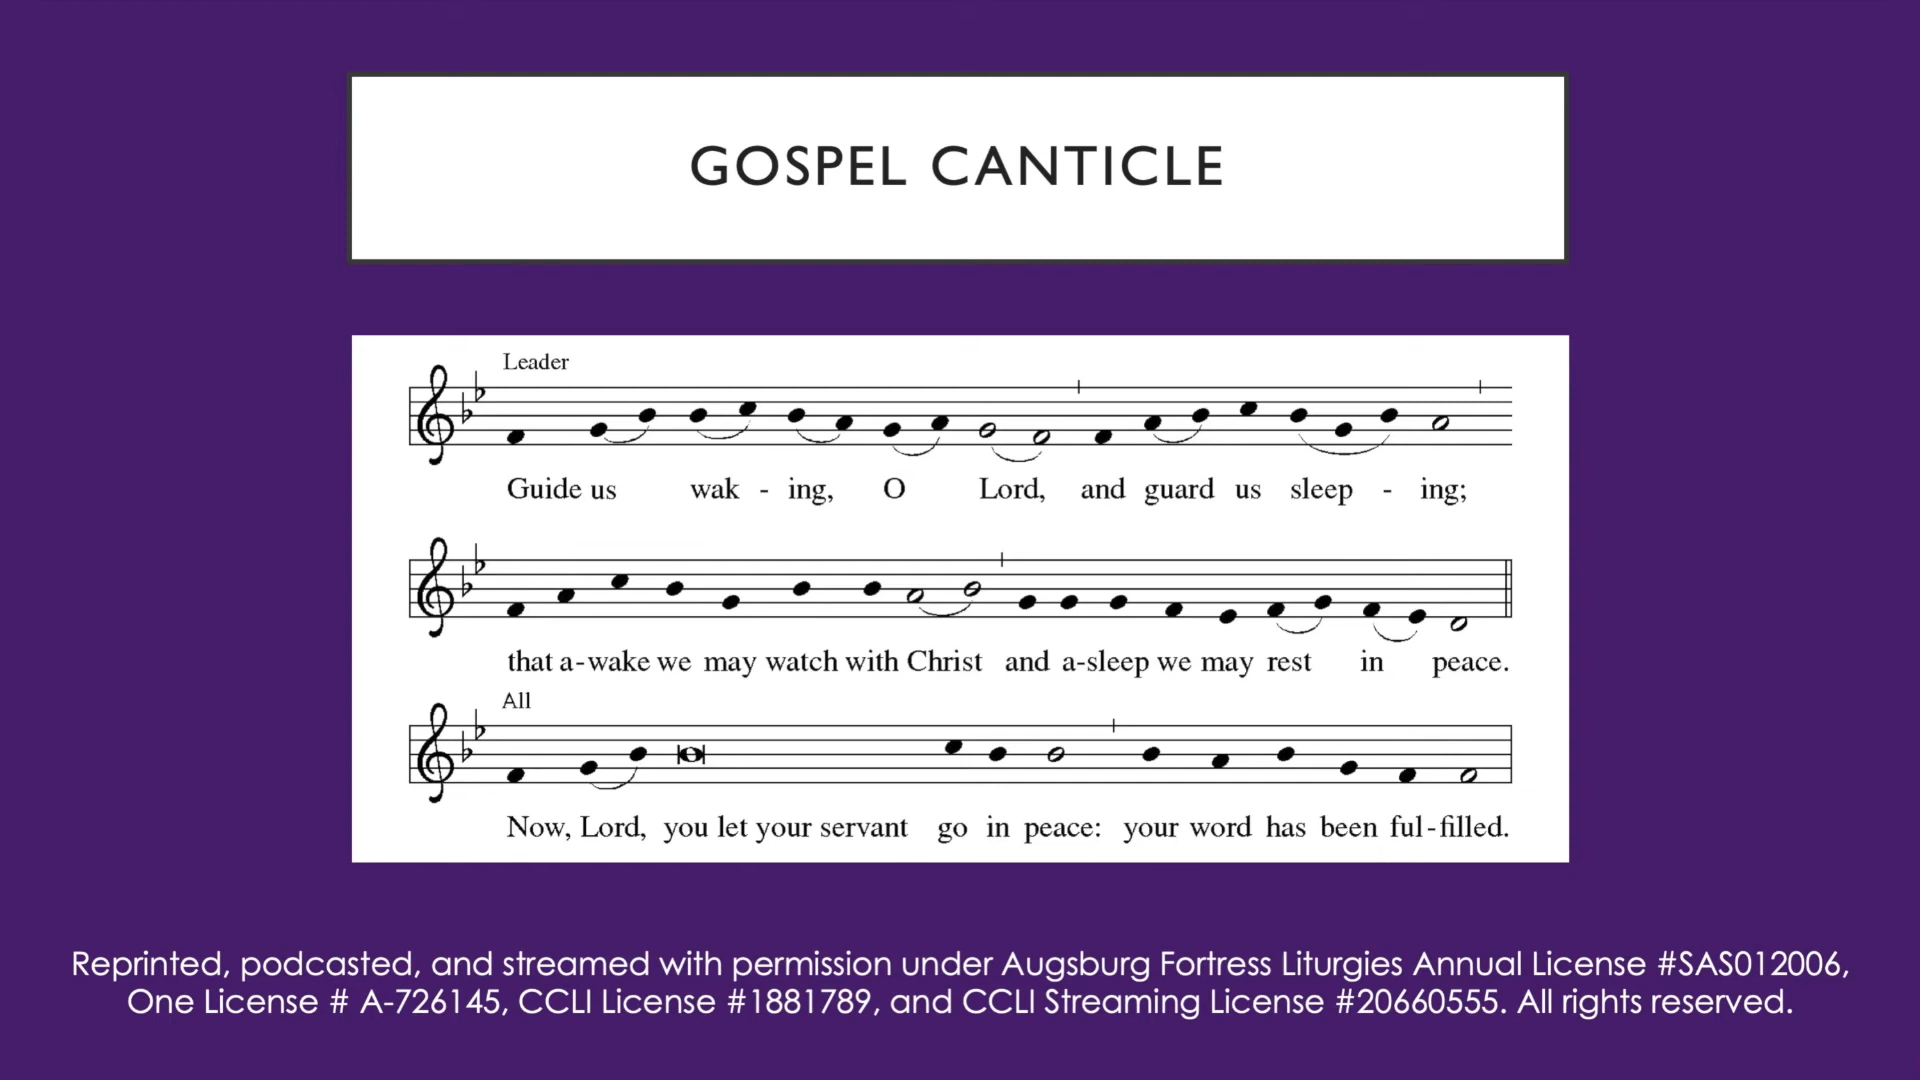 GOSPEL CANTICLE
Leader
Guide us wak - ing, O Lord, and guard us sleep - ing;
that a-wake we may watch with Christ and a-sleep we may rest in peace.
All
Now, Lord, you let your servant go in peace: your word has been ful-filled.
Reprinted, podcasted, and streamed with permission under Augsburg Fortress Liturgies Annual License #SAS012006,
One License # A-726145, CCLI License #1881789, and CCLI Streaming License #20660555. All rights reserved.